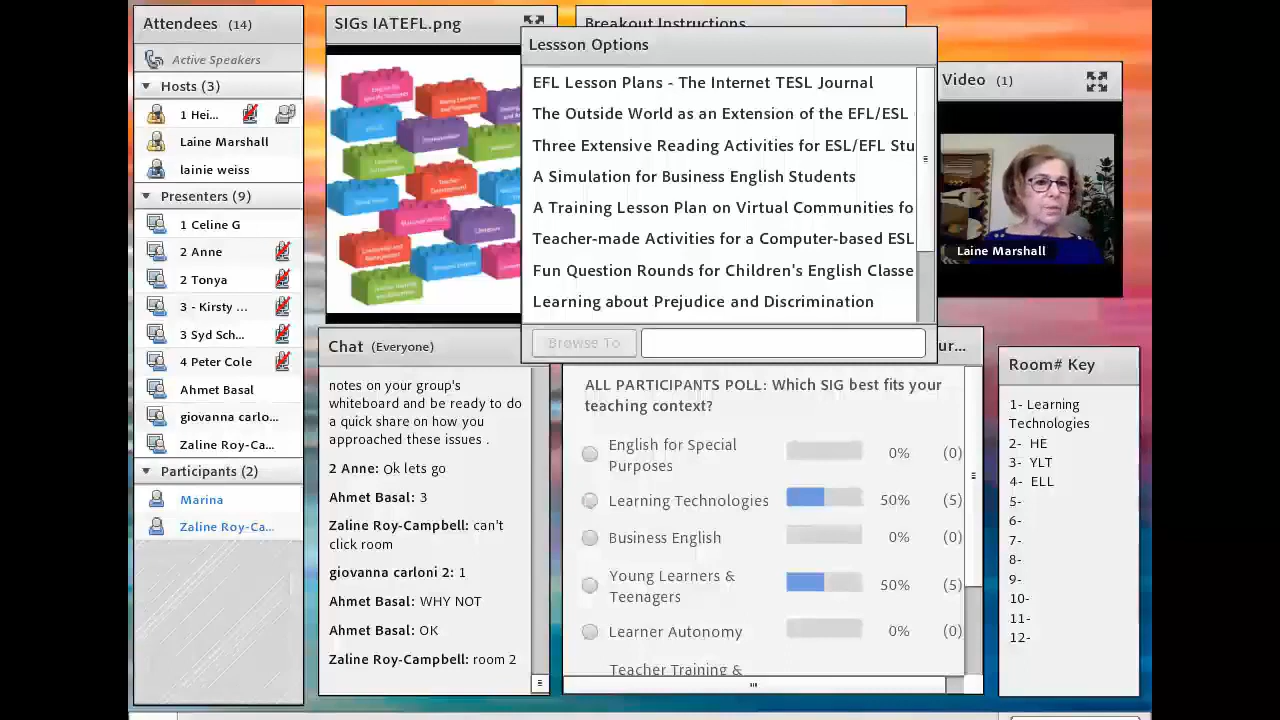 Attendees (14)
Active Speakers
Hosts (3)
1 Hei...
Laine Marshall
lainie weiss
Presenters (9)
1 Celine G
2 Anne
2 Tonya
3 - Kirsty ...
3 Syd Sch...
4 Peter Cole
Ahmet Basal
giovanna carlo...
Zaline Roy-Ca...
Participants (2)
Marina
Zaline Roy-Ca...
SIGs IATEFL.png
Breakout Instructions
Lessson Options
EFL Lesson Plans - The Internet TESL Journal
The Outside World as an Extension of the EFL/ESL
Three Extensive Reading Activities for ESL/EFL Stu
A Simulation for Business English Students
A Training Lesson Plan on Virtual Communities fo
Teacher-made Activities for a Computer-based ESL
Fun Question Rounds for Children's English Classe
Learning about Prejudice and Discrimination
Browse To
Video (1)
Laine Marshall
Chat (Everyone)
notes on your group's
whiteboard and be ready to do
a quick share on how you
approached these issues .
2 Anne: Ok lets go
Ahmet Basal: 3
Zaline Roy-Campbell: can't
click room
giovanna carloni 2: 1
Ahmet Basal: WHY NOT
Ahmet Basal: OK
Zaline Roy-Campbell: room 2
ur...
ALL PARTICIPANTS POLL: Which SIG best fits your
teaching context?
English for Special
Purposes 0% (0)
Learning Technologies 50% (5)
Business English 0% (0)
Young Learners &
Teenagers 50% (5)
Learner Autonomy 0% (0)
Teacher Training &
Room# Key
1- Learning
Technologies
2- HE
3- YLT
4- ELL
5-
6-
7-
8-
9-
10-
11-
12-